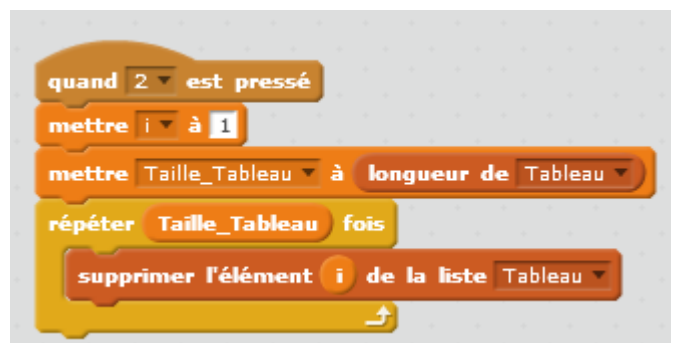 quand 2 est pressé
mettre i à 1
mettre Taille_Tableau à longueur de Tableau
répéter Taille_Tableau fois
supprimer l'élément i de la liste Tableau